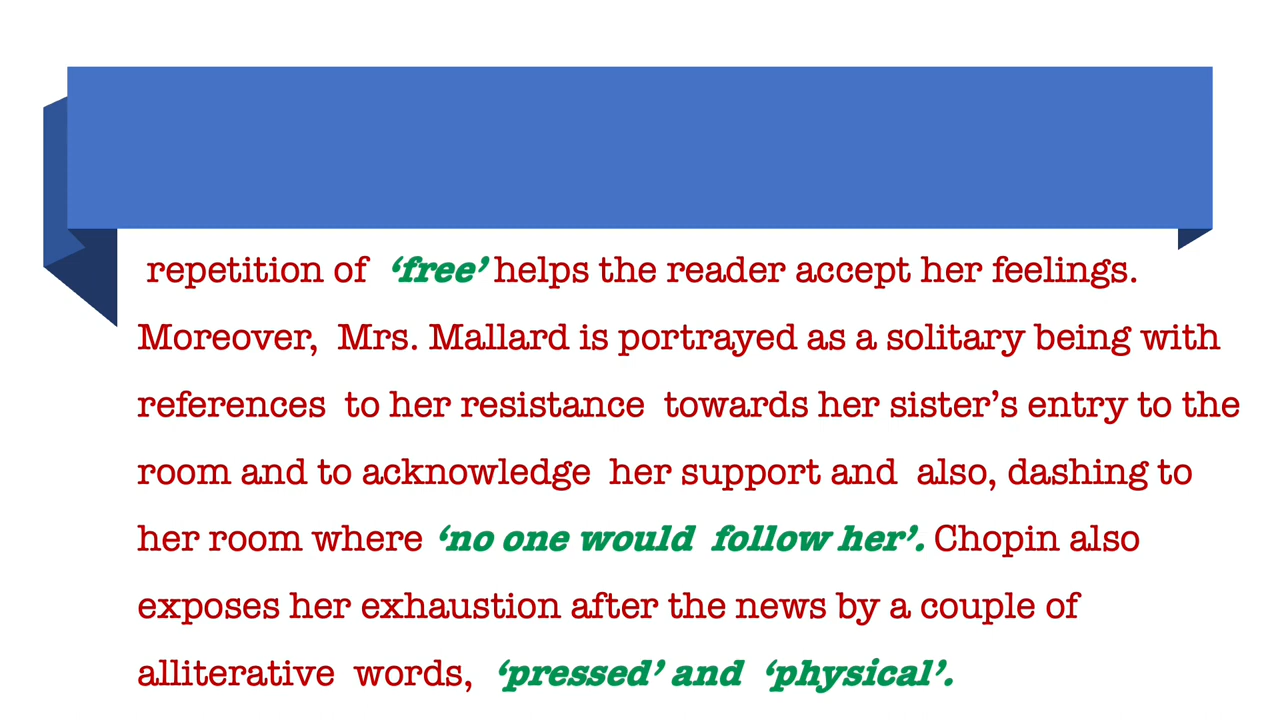 repetition of ‘free’ helps the reader accept her feelings.
Moreover, Mrs. Mallard is portrayed as a solitary being with
references to her resistance towards her sister’s entry to the
room and to acknowledge her support and also, dashing to
her room where ‘no one would follow her’. Chopin also
exposes her exhaustion after the news by a couple of
alliterative words, ‘pressed’ and ‘physical’.